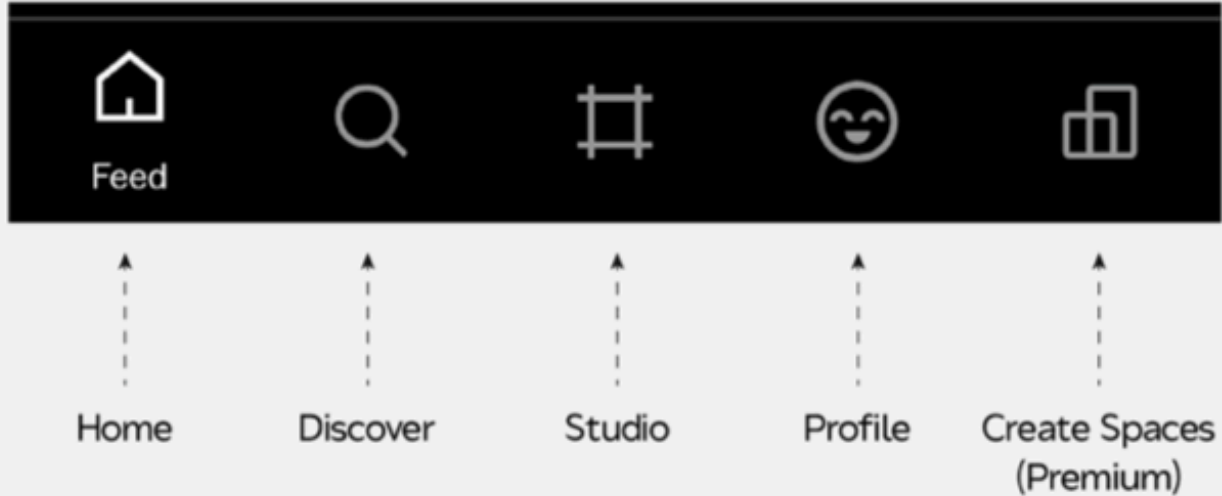 Feed
Home
Discover
Studio
Profile
Create Spaces
(Premium)